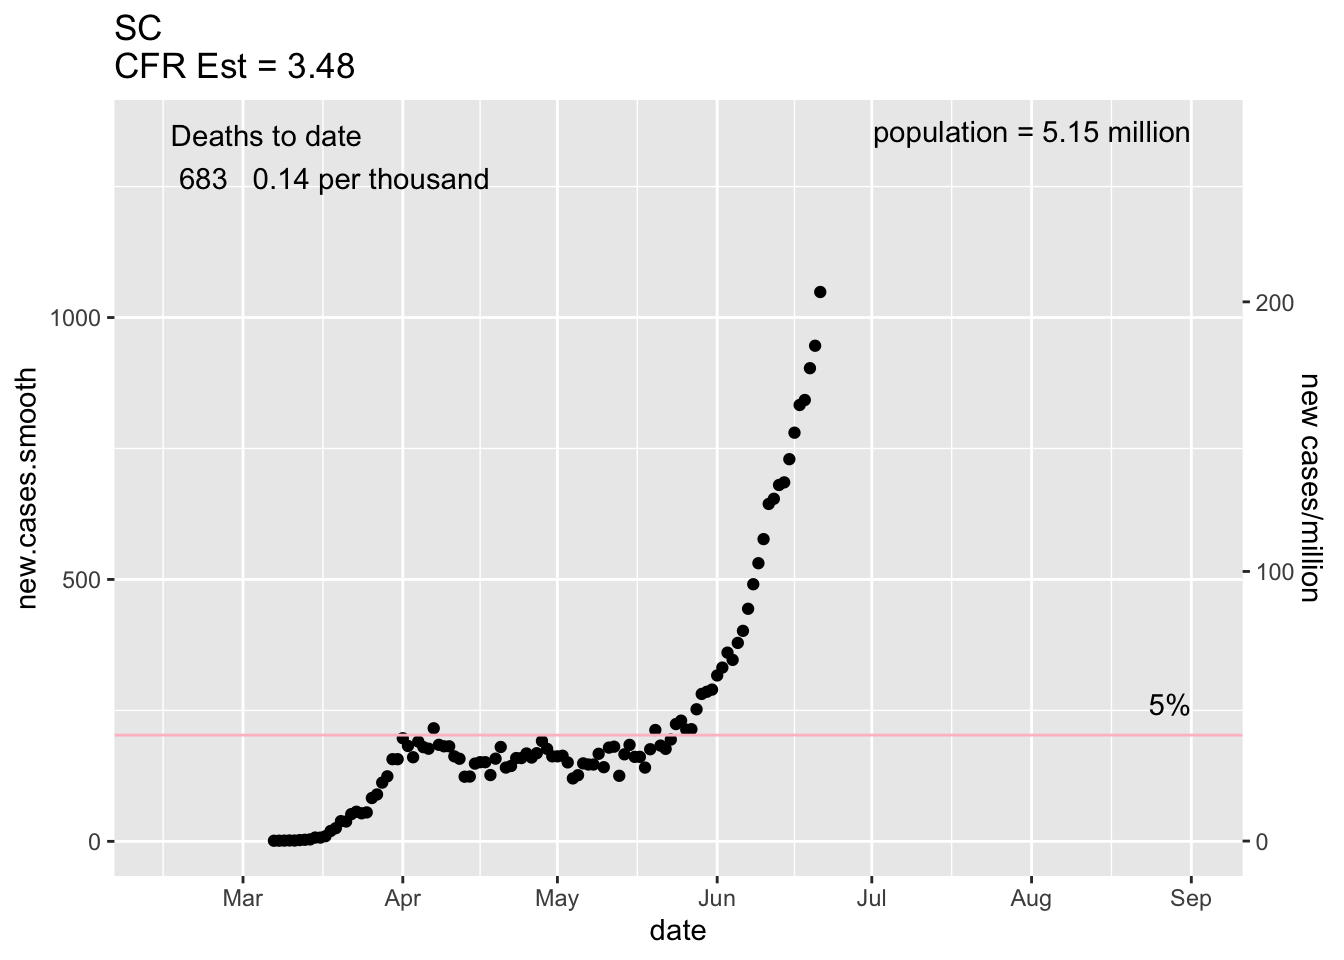 SC
CFR Est = 3.48
Deaths to date
683 0.14 per thousand
population = 5.15 million
new.cases.smooth
1000
500
0
200
100
0
new cases/million
5%
Mar Apr May Jun Jul Aug Sep
date